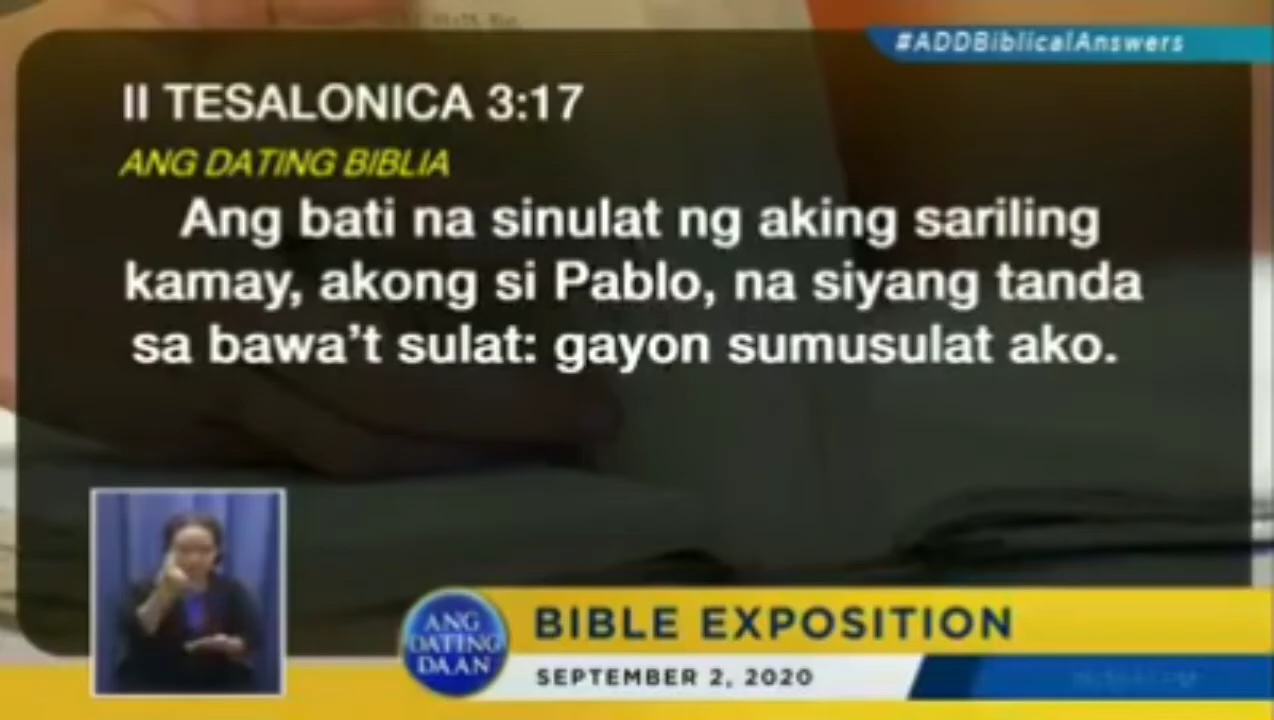 #ADDBiblicalAnswers
II TESALONICA 3:17
ANG DATING BIBLIA
Ang bati na sinulat ng aking sariling
kamay, akong si Pablo, na siyang tanda
sa bawa't sulat: gayon sumusulat ako.
ANG
DATING
DAAN
BIBLE EXPOSITION
SEPTEMBER 2, 2020